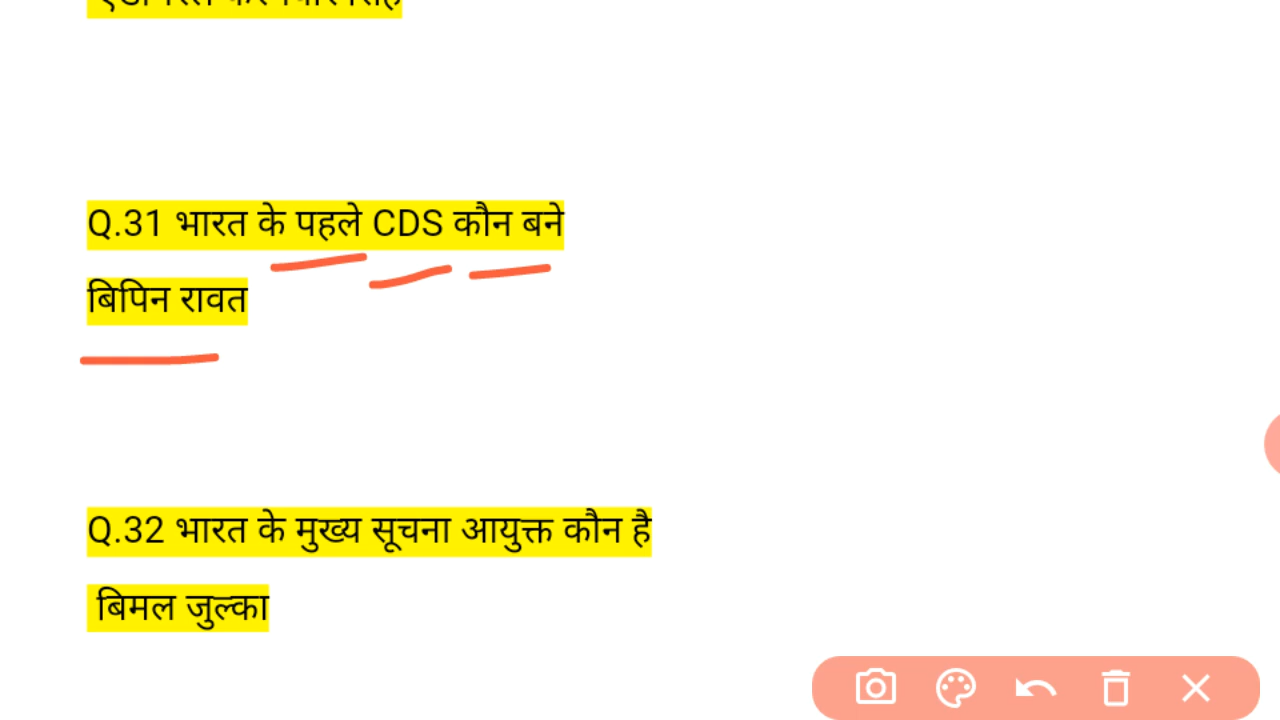 Q.31 भारत के पहले CDS कौन बने
बिपिन रावत
Q.32 भारत के मुख्य सूचना आयुक्त कौन है
बिमल जुल्का